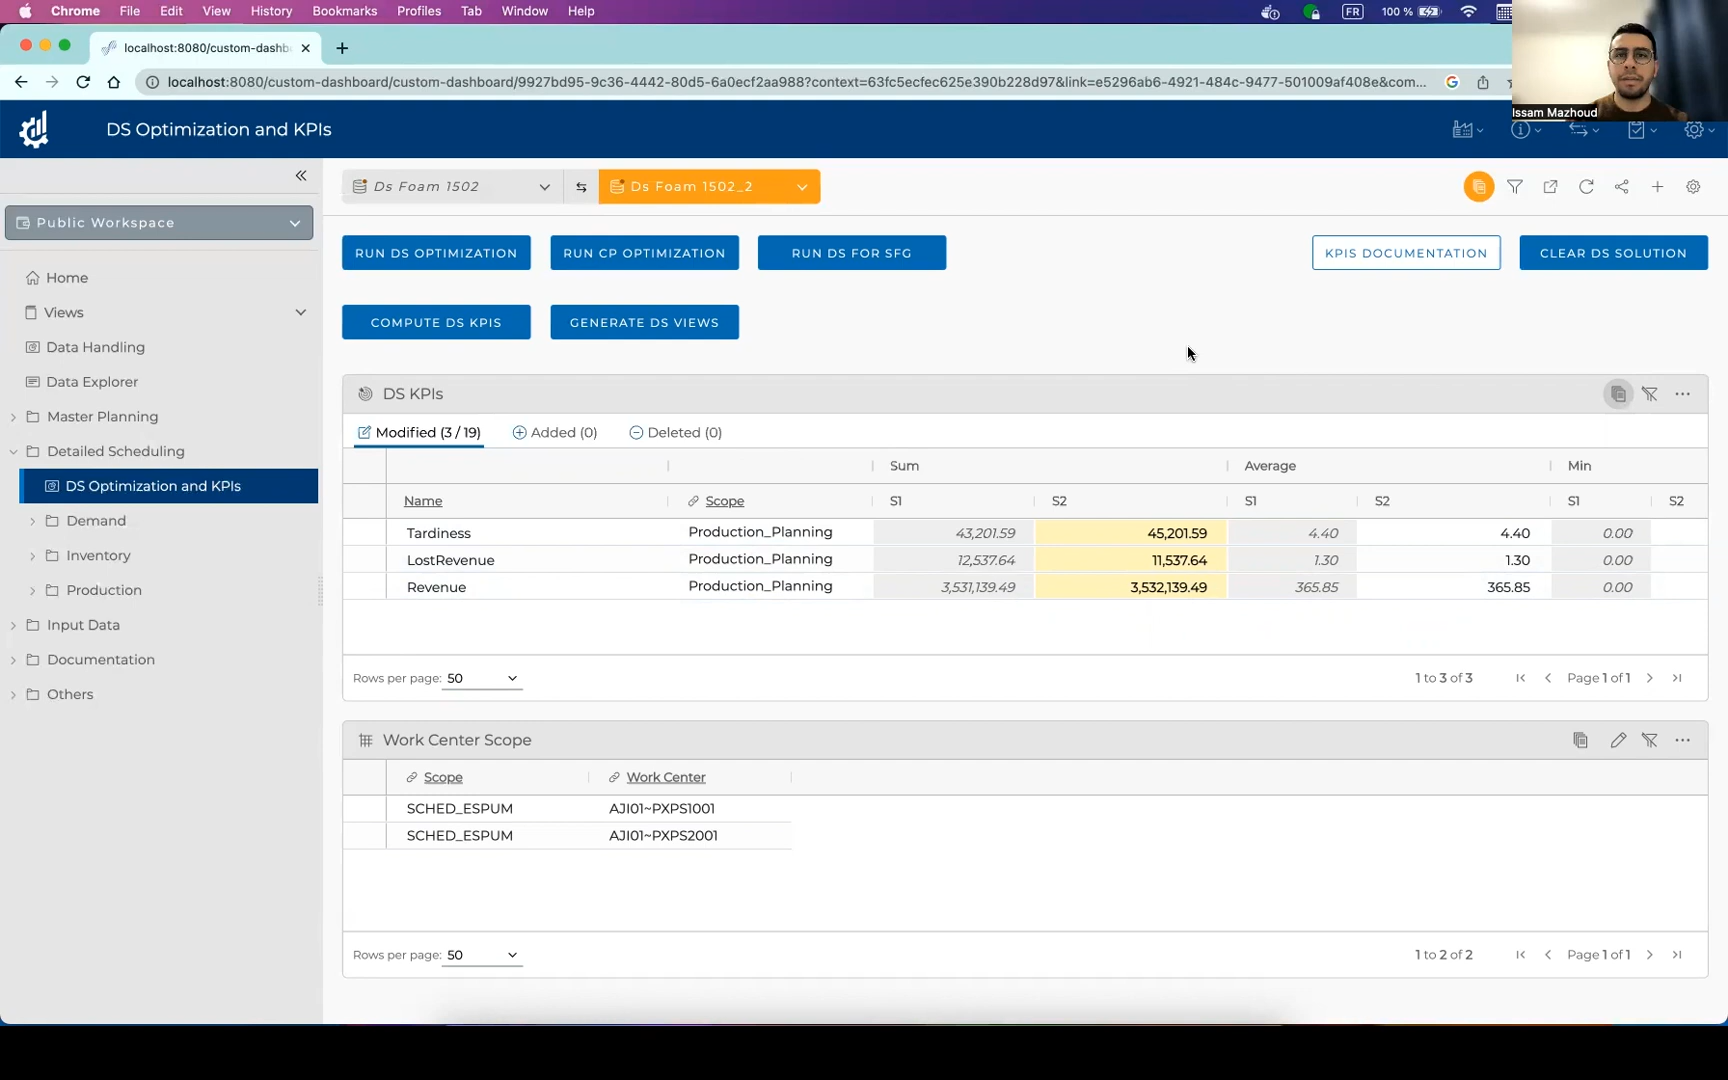 Chrome File Edit View History Bookmarks Profiles Tab Window Help FR 100 %
localhost:8080/custom-dashb
localhost:8080/custom-dashboard/custom-dashboard/9927bd95-9c36-4442-80d5-6a0ecf2aa988?context=63fc5ecfec625e390b228d97&link=e5296ab6-4921-484c-9477-501009af408e&com...
Issam Mazhoud
DS Optimization and KPIs
Public Workspace
Home
Views
Data Handling
Data Explorer
Master Planning
Detailed Scheduling
DS Optimization and KPIs
Demand
Inventory
Production
Input Data
Documentation
Others
Ds Foam 1502 Ds Foam 1502_2
RUN DS OPTIMIZATION RUN CP OPTIMIZATION RUN DS FOR SFG KPIS DOCUMENTATION CLEAR DS SOLUTION
COMPUTE DS KPIS GENERATE DS VIEWS
DS KPIs
Modified (3 / 19) Added (0) Deleted (0)
Sum Average Min
Name Scope S1 S2 S1 S2 S1 S2
Tardiness Production_Planning 43,201.59 45,201.59 4.40 4.40 0.00
LostRevenue Production_Planning 12,537.64 11,537.64 1.30 1.30 0.00
Revenue Production_Planning 3,531,139.49 3,532,139.49 365.85 365.85 0.00
Rows per page: 50 1 to 3 of 3 Page 1 of 1
Work Center Scope
Scope Work Center
SCHED_ESPUM AJI01~PXPS1001
SCHED_ESPUM AJI01~PXPS2001
Rows per page: 50 1 to 2 of 2 Page 1 of 1